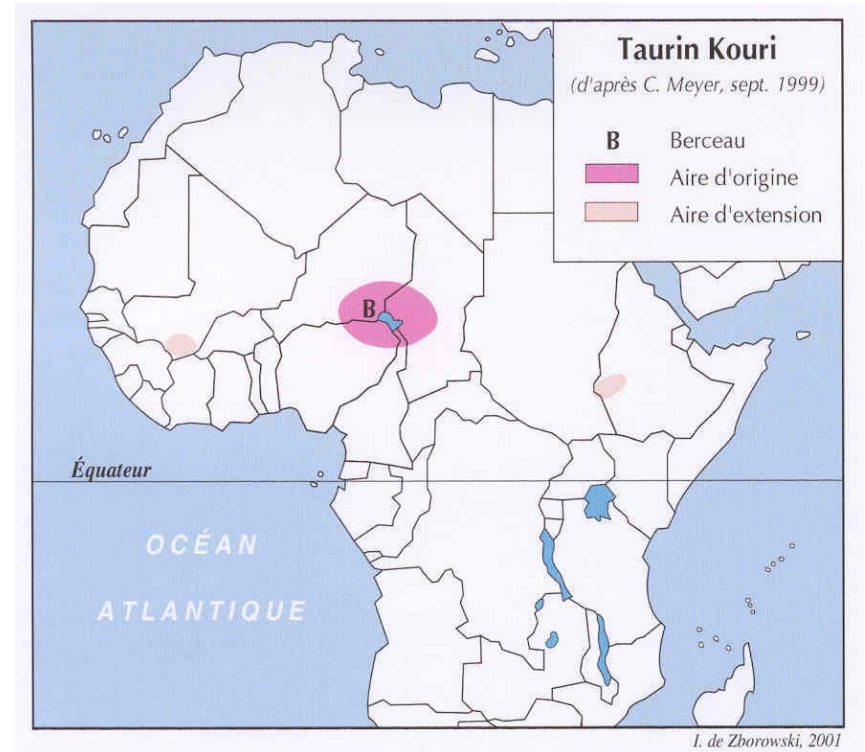 Taurin Kouri
(d'après C. Meyer, sept. 1999)
B Berceau
Aire d'origine
Aire d'extension
B
Équateur
OCÉAN
ATLANTIQUE
I. de Zborowski, 2001